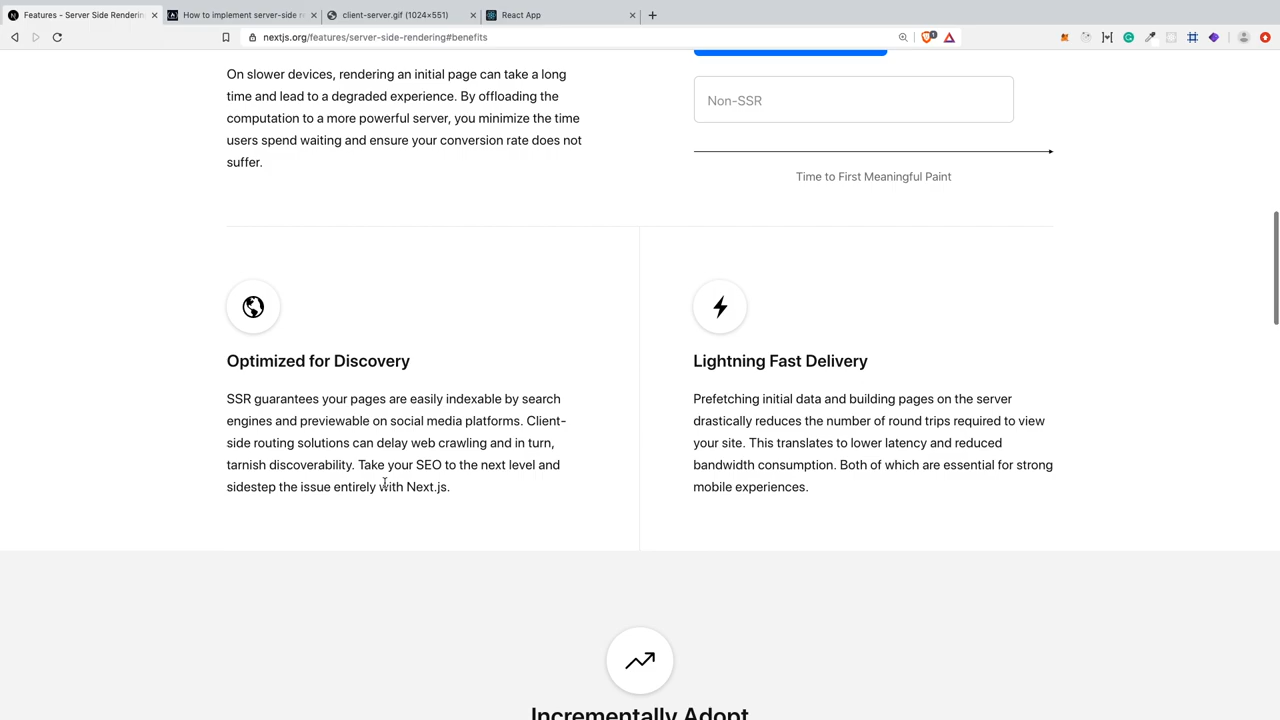 Features - Server Side Renderin
How to implement server-side r
client-server.gif (1024×551)
React App
nextjs.org/features/server-side-rendering#benefits
On slower devices, rendering an initial page can take a long
time and lead to a degraded experience. By offloading the
computation to a more powerful server, you minimize the time
users spend waiting and ensure your conversion rate does not
suffer.
Non-SSR
Time to First Meaningful Paint
Optimized for Discovery
SSR guarantees your pages are easily indexable by search
engines and previewable on social media platforms. Client-
side routing solutions can delay web crawling and in turn,
tarnish discoverability. Take your SEO to the next level and
sidestep the issue entirely with Next.js.
Lightning Fast Delivery
Prefetching initial data and building pages on the server
drastically reduces the number of round trips required to view
your site. This translates to lower latency and reduced
bandwidth consumption. Both of which are essential for strong
mobile experiences.
Incrementally Adopt